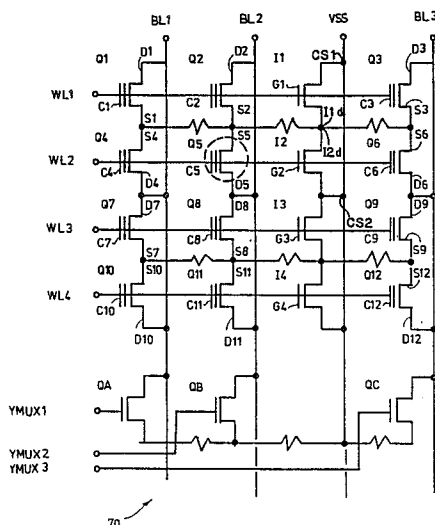 BL1 BL2 VSS BL3
Q1 D1 Q2 D2 I1 CS1 Q3 D3
WL1 C1 C2 G1 C3 I1d S3
S1 S2
Q4 S4 Q5 S5 I2 I2d Q6 S6
WL2 C4 C5 G2 C6
D4 D5 D6
Q7 D7 Q8 D8 I3 Q9 D9
WL3 C7 C8 G3 CS2 C9 S9
S7 S8
Q10 S10 Q11 S11 I4 Q12 S12
WL4 C10 C11 G4 C12
D10 D11 D12
QA QB QC
YMUX1
YMUX2
YMUX3
70